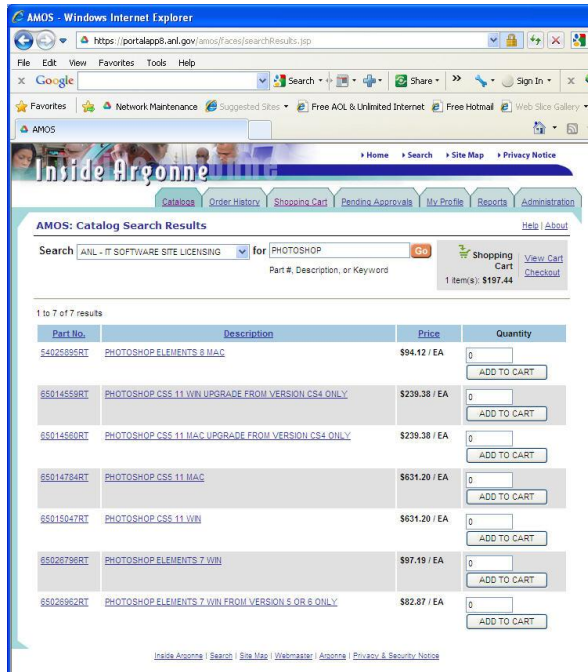 AMOS - Windows Internet Explorer
https://portalapp8.anl.gov/amos/faces/searchResults.jsp
File Edit View Favorites Tools Help
x Google Search Share » Sign In x
Favorites Network Maintenance Suggested Sites Free AOL & Unlimited Internet Free Hotmail Web Slice Gallery
AMOS
Inside Argonne
Home Search Site Map Privacy Notice
Catalogs Order History Shopping Cart Pending Approvals My Profile Reports Administration
AMOS: Catalog Search Results Help | About
Search ANL - IT SOFTWARE SITE LICENSING for PHOTOSHOP Go
Part #, Description, or Keyword
Shopping Cart
1 item(s): $197.44
View Cart
Checkout
1 to 7 of 7 results
Part No. Description Price Quantity
54025895RT PHOTOSHOP ELEMENTS 8 MAC $94.12 / EA 0
ADD TO CART
65014559RT PHOTOSHOP CS5 11 WIN UPGRADE FROM VERSION CS4 ONLY $239.38 / EA 0
ADD TO CART
65014560RT PHOTOSHOP CS5 11 MAC UPGRADE FROM VERSION CS4 ONLY $239.38 / EA 0
ADD TO CART
65014784RT PHOTOSHOP CS5 11 MAC $631.20 / EA 0
ADD TO CART
65015047RT PHOTOSHOP CS5 11 WIN $631.20 / EA 0
ADD TO CART
65026796RT PHOTOSHOP ELEMENTS 7 WIN $97.19 / EA 0
ADD TO CART
65026962RT PHOTOSHOP ELEMENTS 7 WIN FROM VERSION 5 OR 6 ONLY $82.87 / EA 0
ADD TO CART
Inside Argonne | Search | Site Map | Webmaster | Argonne | Privacy & Security Notice